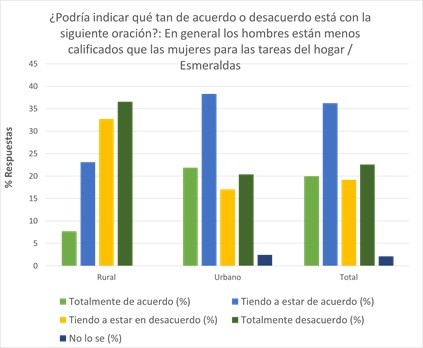 ¿Podría indicar qué tan de acuerdo o desacuerdo está con la
siguiente oración?: En general los hombres están menos
calificados que las mujeres para las tareas del hogar /
Esmeraldas
% Respuestas
45
40
35
30
25
20
15
10
5
0
Rural
Urbano
Total
Totalmente de acuerdo (%)
Tiendo a estar de acuerdo (%)
Tiendo a estar en desacuerdo (%)
Totalmente desacuerdo (%)
No lo se (%)